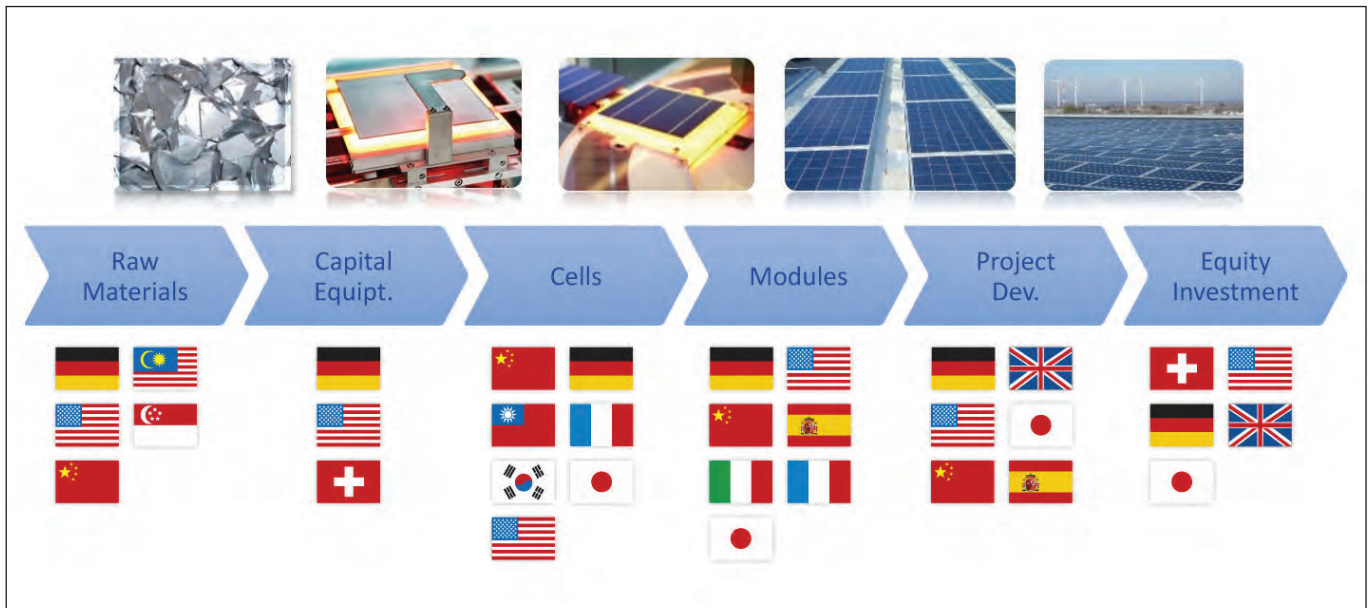 Raw
Materials
Capital
Equipt.
Cells
Modules
Project
Dev.
Equity
Investment